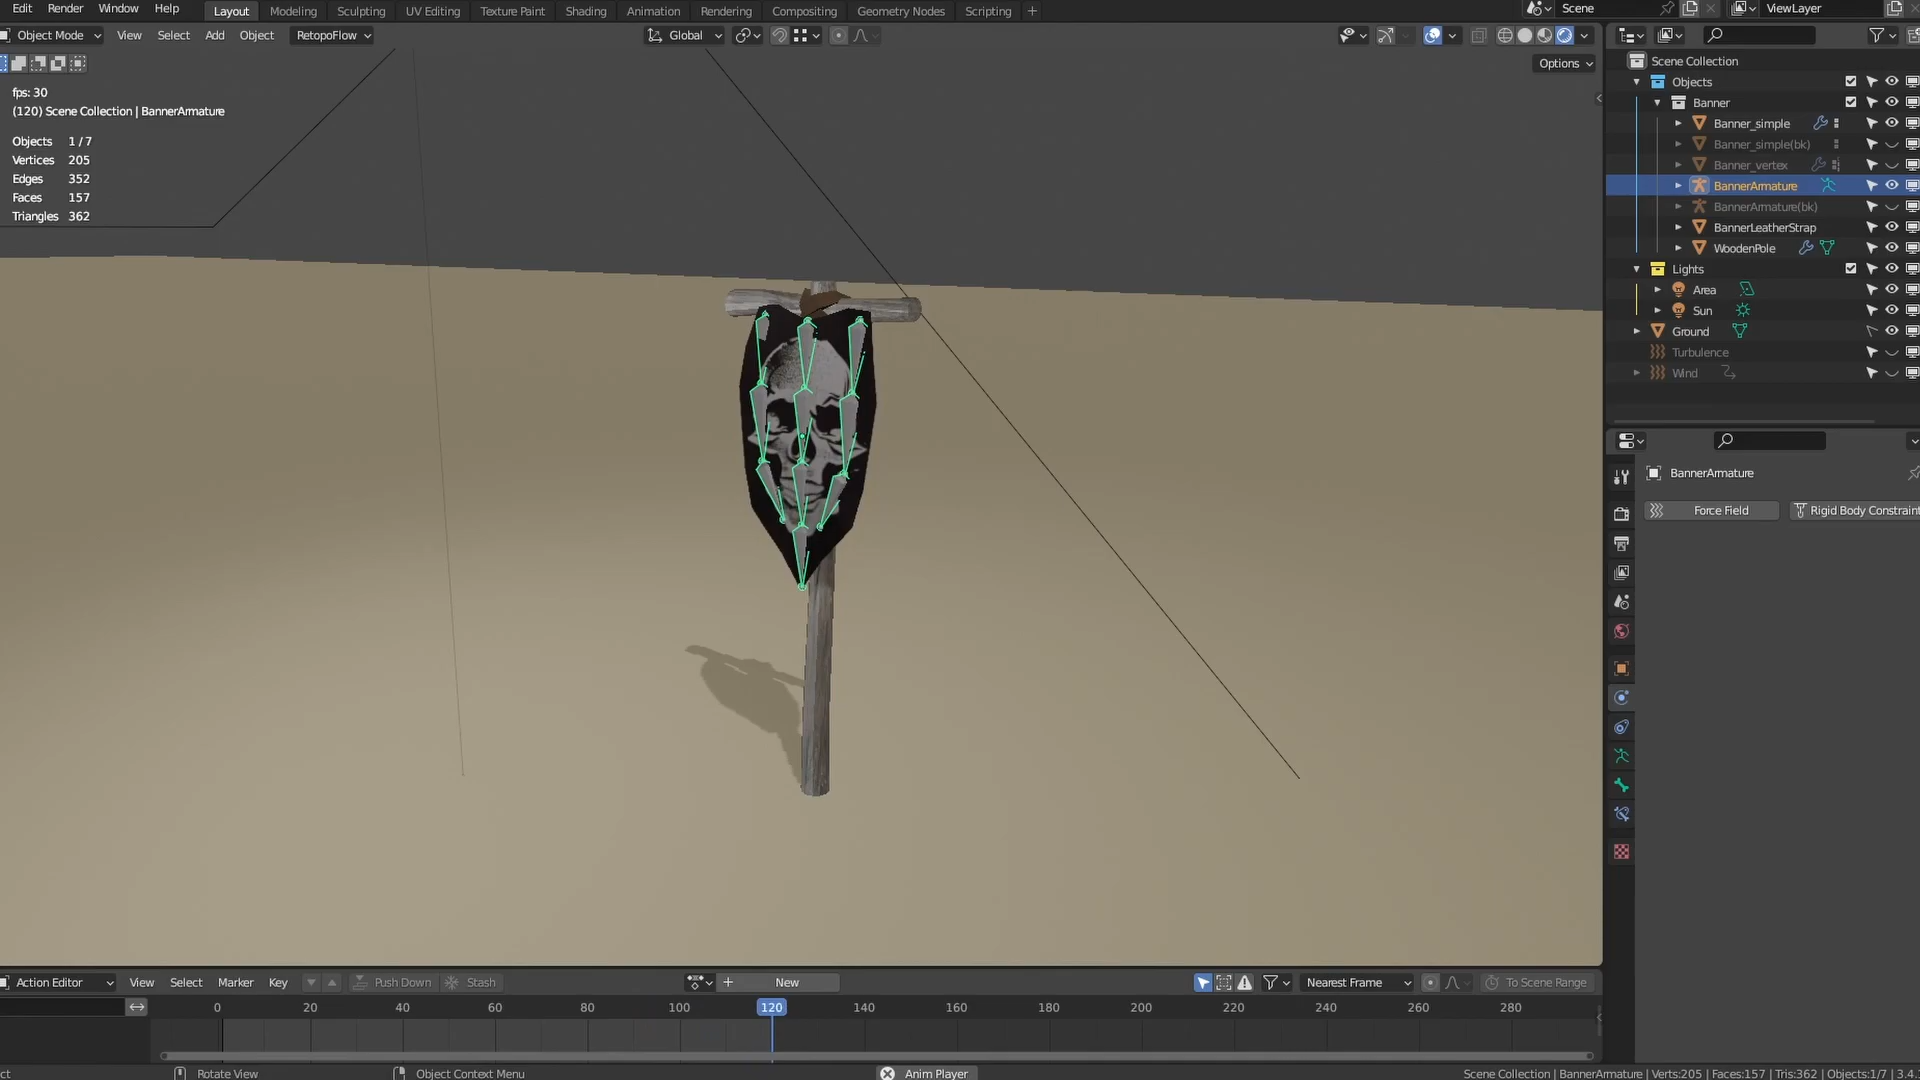 Edit Render Window Help Layout Modeling Sculpting UV Editing Texture Paint Shading Animation Rendering Compositing Geometry Nodes Scripting + Scene ViewLayer
Object Mode View Select Add Object RetopoFlow Global
Options
fps: 30
(120) Scene Collection | BannerArmature
Objects 1 / 7
Vertices 205
Edges 352
Faces 157
Triangles 362
Scene Collection
Objects
Banner
Banner_simple
Banner_simple(bk)
Banner_vertex
BannerArmature
BannerArmature(bk)
BannerLeatherStrap
WoodenPole
Lights
Area
Sun
Ground
Turbulence
Wind
BannerArmature
Force Field Rigid Body Constraint
Action Editor View Select Marker Key Push Down Stash + New Nearest Frame To Scene Range
0 20 40 60 80 100 120 140 160 180 200 220 240 260 280
ct Rotate View Object Context Menu Anim Player Scene Collection | BannerArmature | Verts:205 | Faces:157 | Tris:362 | Objects:1/7 | 3.4.